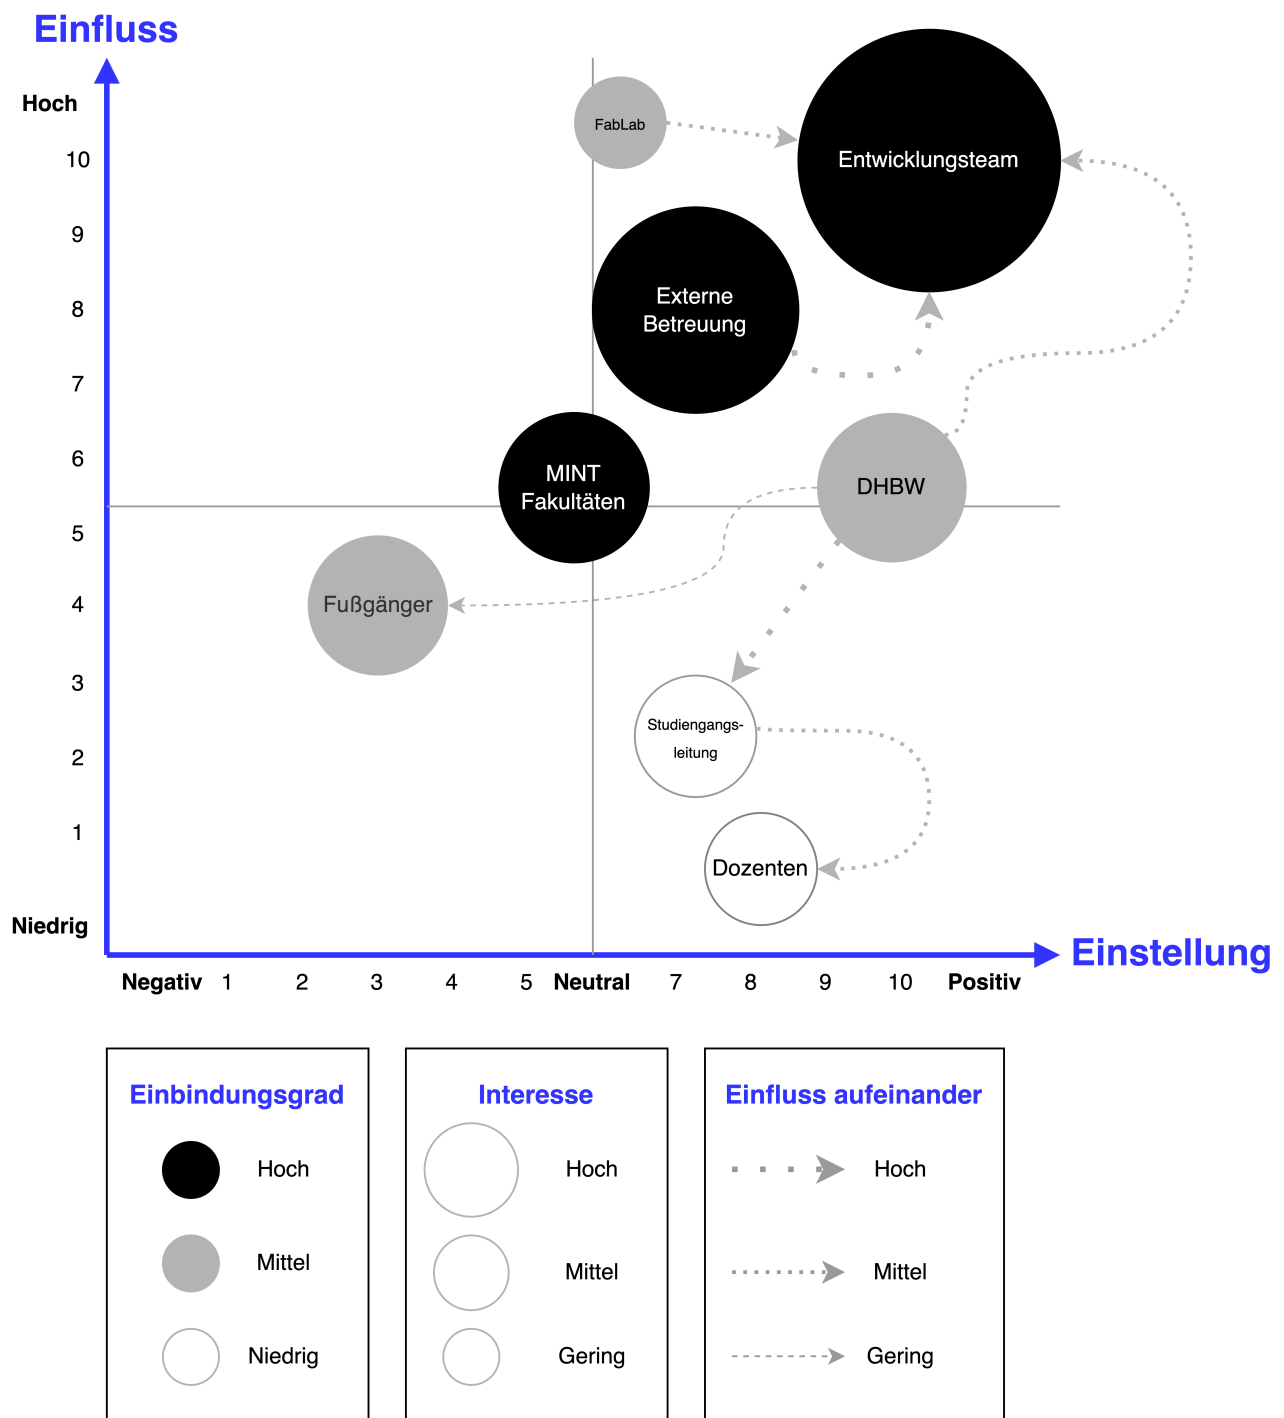 Einfluss
Hoch
10
9
8
7
6
5
4
3
2
1
Niedrig
FabLab
Entwicklungsteam
Externe
Betreuung
MINT
Fakultäten
DHBW
Fußgänger
Studiengangs-
leitung
Dozenten
Einstellung
Negativ 1 2 3 4 5 Neutral 7 8 9 10 Positiv
Einbindungsgrad
Hoch
Mittel
Niedrig
Interesse
Hoch
Mittel
Gering
Einfluss aufeinander
Hoch
Mittel
Gering